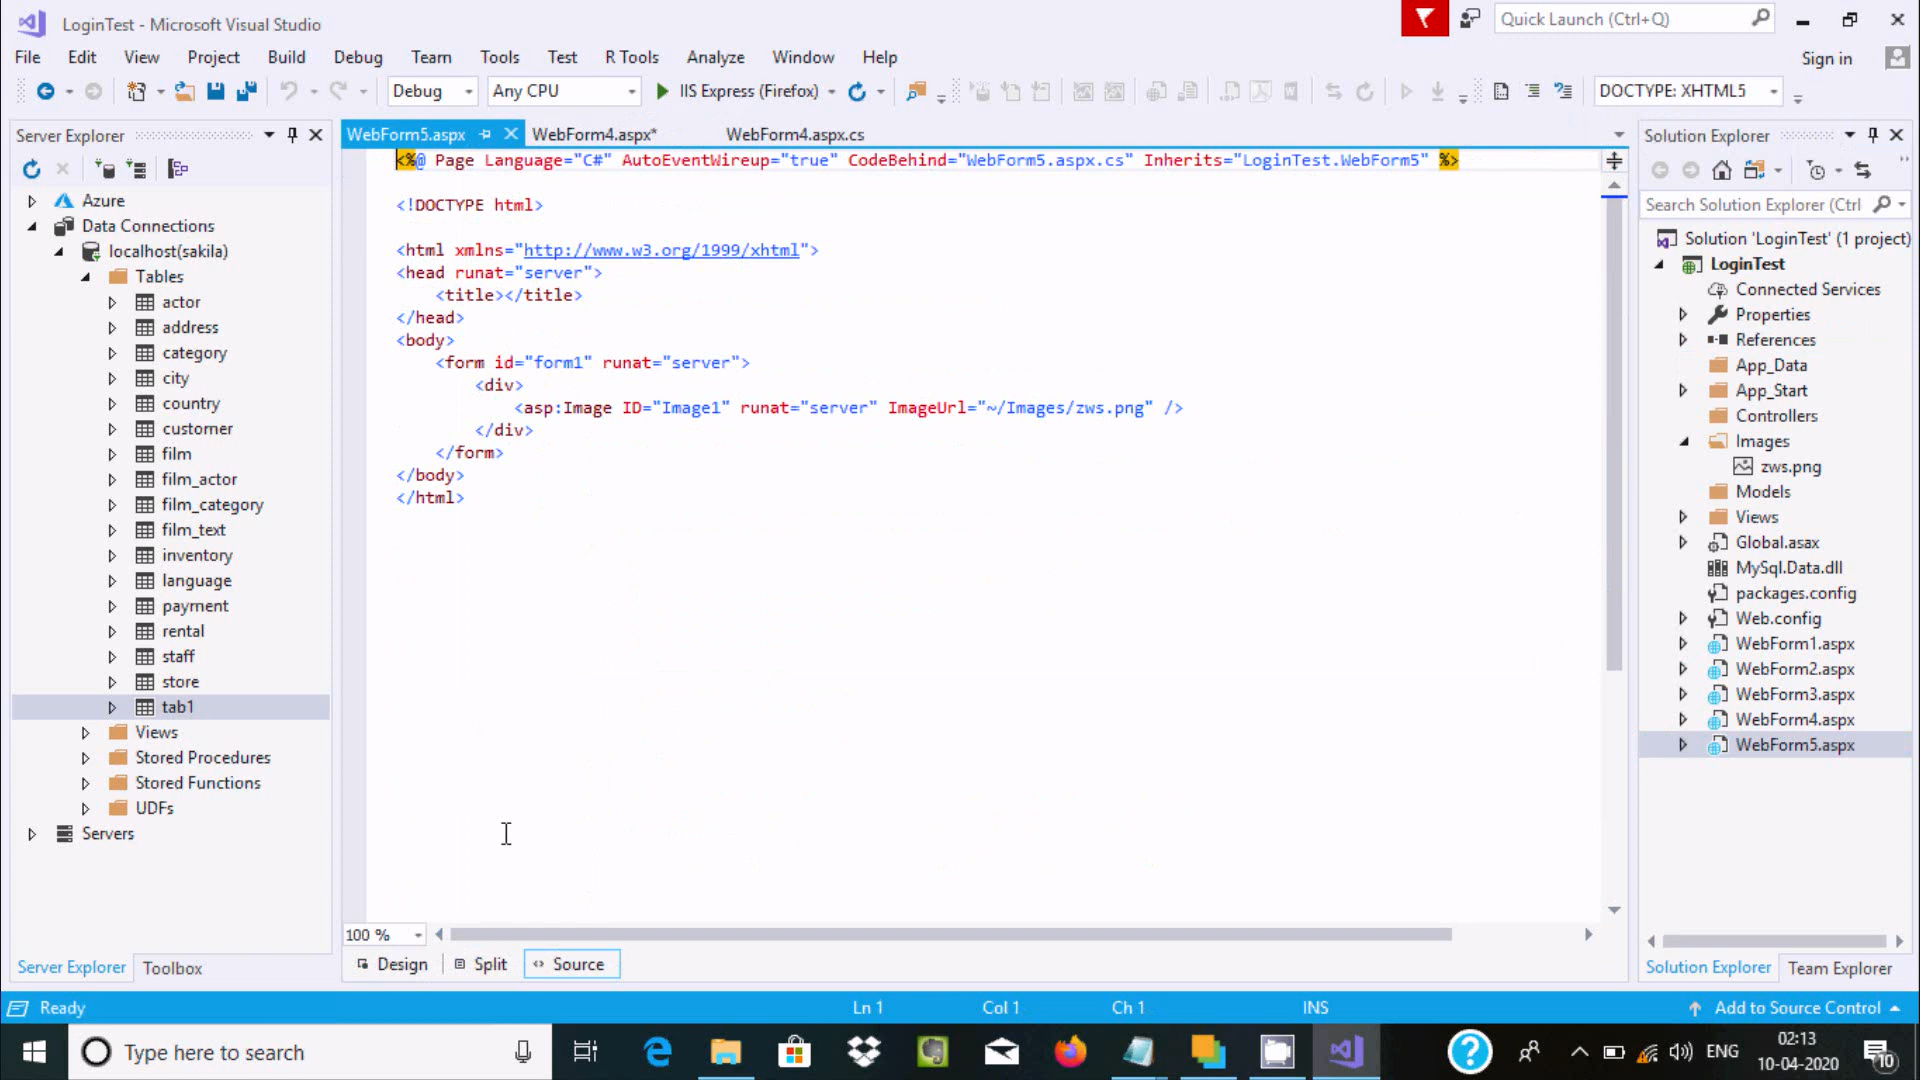 LoginTest - Microsoft Visual Studio
Quick Launch (Ctrl+Q)
File Edit View Project Build Debug Team Tools Test R Tools Analyze Window Help
Sign in
Debug Any CPU IIS Express (Firefox) DOCTYPE: XHTML5
Server Explorer
Azure
Data Connections
localhost(sakila)
Tables
actor
address
category
city
country
customer
film
film_actor
film_category
film_text
inventory
language
payment
rental
staff
store
tab1
Views
Stored Procedures
Stored Functions
UDFs
Servers
Server Explorer Toolbox
WebForm5.aspx WebForm4.aspx* WebForm4.aspx.cs
<%@ Page Language="C#" AutoEventWireup="true" CodeBehind="WebForm5.aspx.cs" Inherits="LoginTest.WebForm5" %>
<!DOCTYPE html>
<html xmlns="http://www.w3.org/1999/xhtml">
<head runat="server">
<title></title>
</head>
<body>
<form id="form1" runat="server">
<div>
<asp:Image ID="Image1" runat="server" ImageUrl="~/Images/zws.png" />
</div>
</form>
</body>
</html>
100 %
Design Split Source
Solution Explorer
Search Solution Explorer (Ctrl
Solution 'LoginTest' (1 project)
LoginTest
Connected Services
Properties
References
App_Data
App_Start
Controllers
Images
zws.png
Models
Views
Global.asax
MySql.Data.dll
packages.config
Web.config
WebForm1.aspx
WebForm2.aspx
WebForm3.aspx
WebForm4.aspx
WebForm5.aspx
Solution Explorer Team Explorer
Ready Ln 1 Col 1 Ch 1 INS Add to Source Control
Type here to search
ENG
02:13
10-04-2020
10